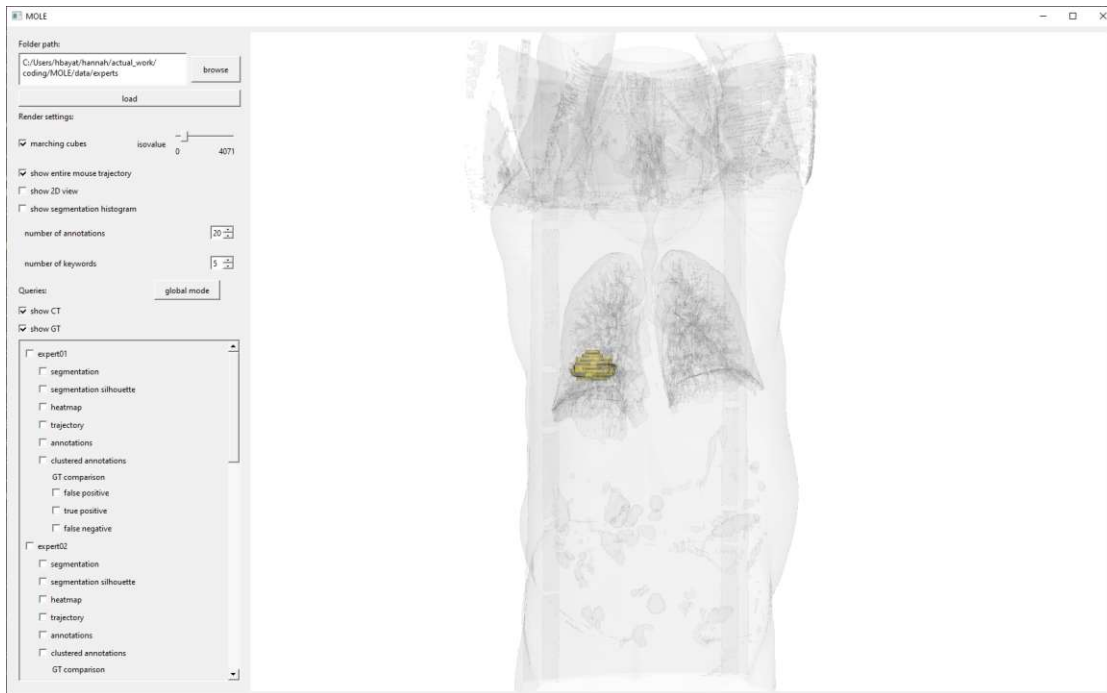 MOLE
Folder path:
C:/Users/hbayat/hannah/actual_work/
coding/MOLE/data/experts
browse
load
Render settings:
marching cubes
isovalue
0
4071
show entire mouse trajectory
show 2D view
show segmentation histogram
number of annotations
20
number of keywords
5
Queries:
global mode
show CT
show GT
expert01
segmentation
segmentation silhouette
heatmap
trajectory
annotations
clustered annotations
GT comparison
false positive
true positive
false negative
expert02
segmentation
segmentation silhouette
heatmap
trajectory
annotations
clustered annotations
GT comparison